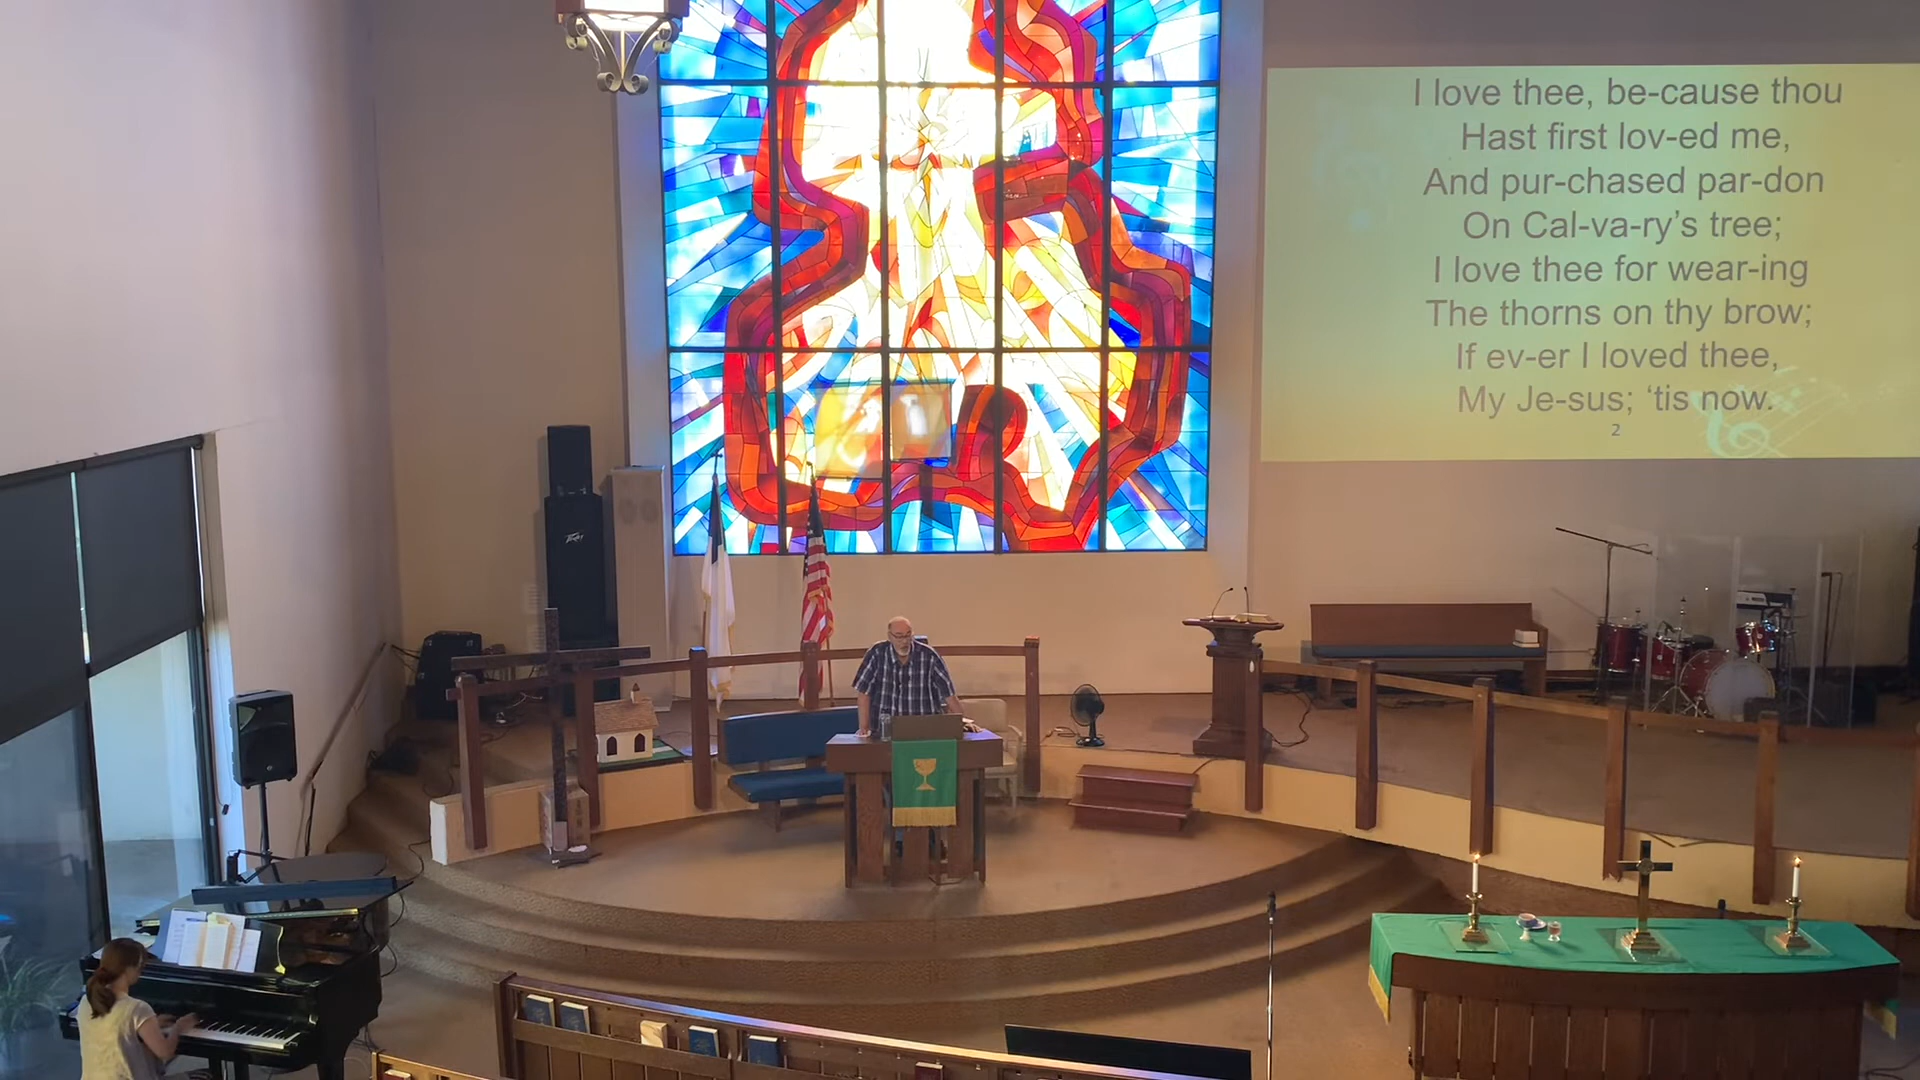 I love thee, be-cause thou
Hast first lov-ed me,
And pur-chased par-don
On Cal-va-ry’s tree;
I love thee for wear-ing
The thorns on thy brow;
If ev-er I loved thee,
My Je-sus; ‘tis now.
2
Peavey